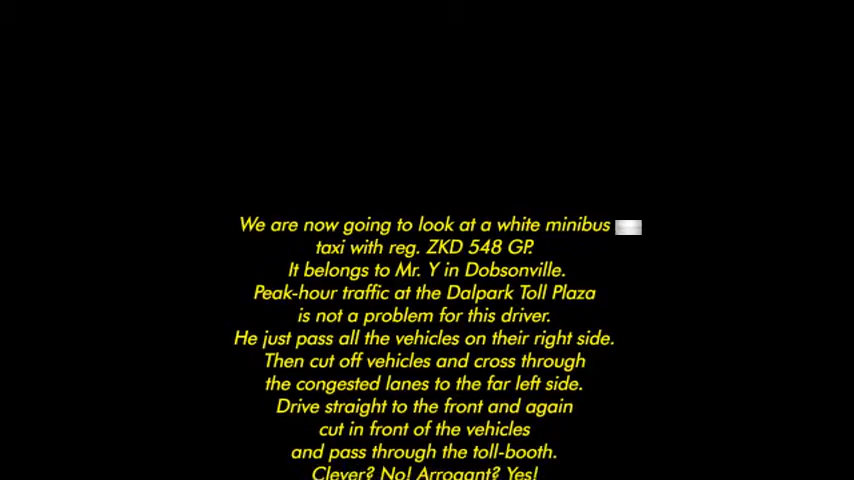 We are now going to look at a white minibus
taxi with reg. ZKD 548 GP.
It belongs to Mr. Y in Dobsonville.
Peak-hour traffic at the Dalpark Toll Plaza
is not a problem for this driver.
He just pass all the vehicles on their right side.
Then cut off vehicles and cross through
the congested lanes to the far left side.
Drive straight to the front and again
cut in front of the vehicles
and pass through the toll-booth.
Clever? No! Arrogant? Yes!